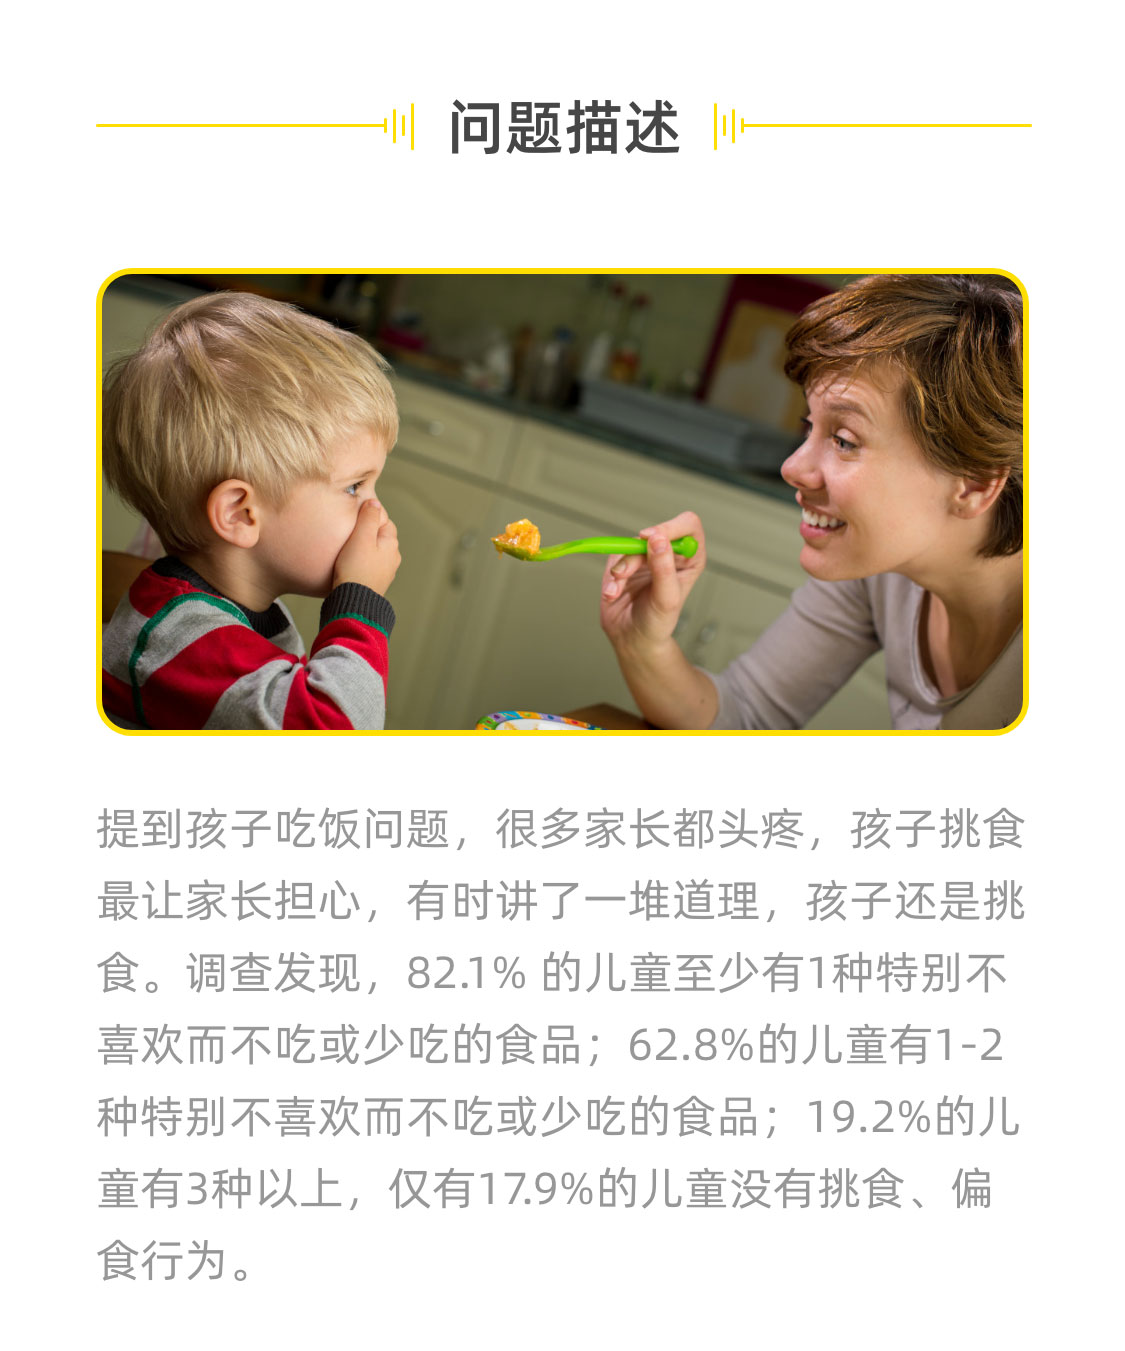 问题描述
提到孩子吃饭问题，很多家长都头疼，孩子挑食
最让家长担心，有时讲了一堆道理，孩子还是挑
食。调查发现，82.1% 的儿童至少有1种特别不
喜欢而不吃或少吃的食品；62.8%的儿童有1-2
种特别不喜欢而不吃或少吃的食品；19.2%的儿
童有3种以上，仅有17.9%的儿童没有挑食、偏
食行为。